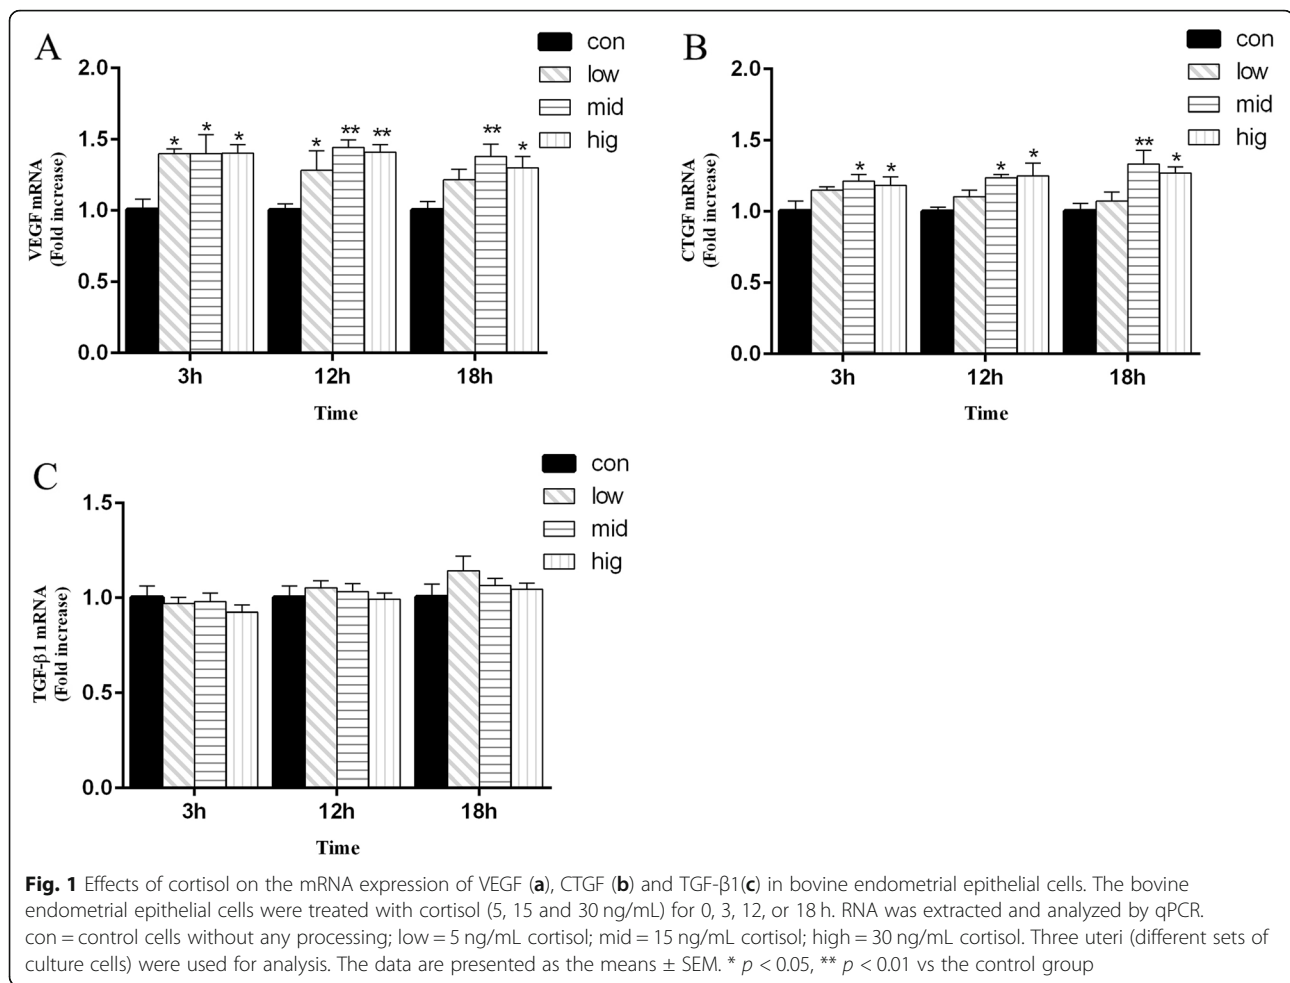 A
con
low
mid
hig
2.0
1.5
1.0
0.5
0.0
VEGF mRNA
(Fold increase)
* * *
* ** **
** *
3h 12h 18h
Time
B
con
low
mid
hig
2.0
1.5
1.0
0.5
0.0
CTGF mRNA
(Fold increase)
* *
* *
** *
3h 12h 18h
Time
C
con
low
mid
hig
1.5
1.0
0.5
0.0
TGF-β1 mRNA
(Fold increase)
3h 12h 18h
Time
Fig. 1 Effects of cortisol on the mRNA expression of VEGF (a), CTGF (b) and TGF-β1(c) in bovine endometrial epithelial cells. The bovine
endometrial epithelial cells were treated with cortisol (5, 15 and 30 ng/mL) for 0, 3, 12, or 18 h. RNA was extracted and analyzed by qPCR.
con = control cells without any processing; low = 5 ng/mL cortisol; mid = 15 ng/mL cortisol; high = 30 ng/mL cortisol. Three uteri (different sets of
culture cells) were used for analysis. The data are presented as the means ± SEM. * p < 0.05, ** p < 0.01 vs the control group